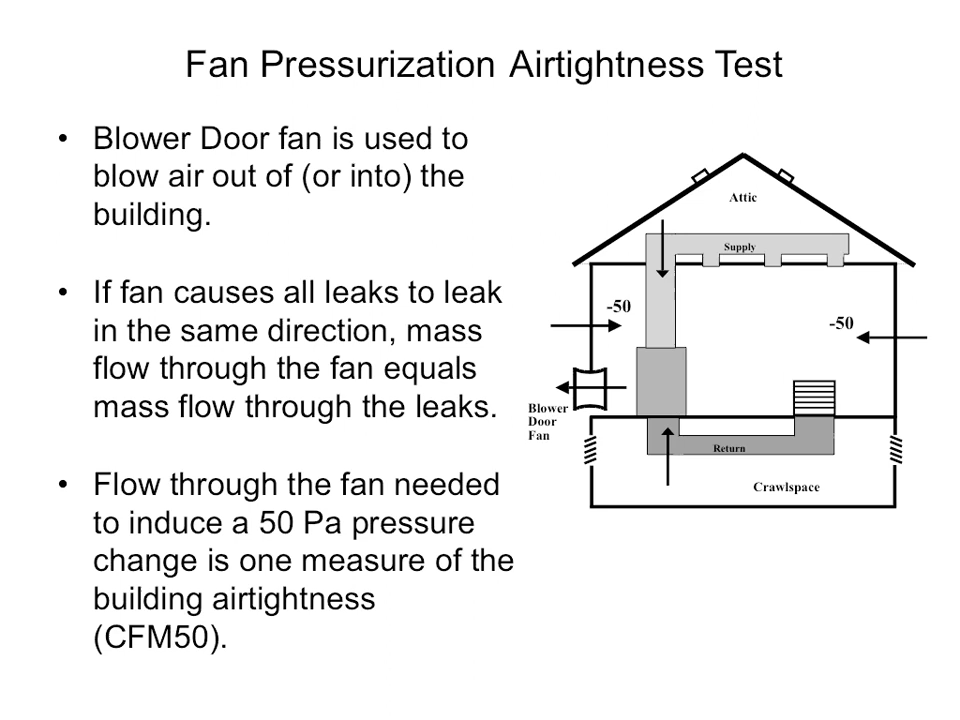 Fan Pressurization Airtightness Test
• Blower Door fan is used to
blow air out of (or into) the
building.
• If fan causes all leaks to leak
in the same direction, mass
flow through the fan equals
mass flow through the leaks.
• Flow through the fan needed
to induce a 50 Pa pressure
change is one measure of the
building airtightness
(CFM50).
Attic
Supply
-50
-50
Blower
Door
Fan
Return
Crawlspace